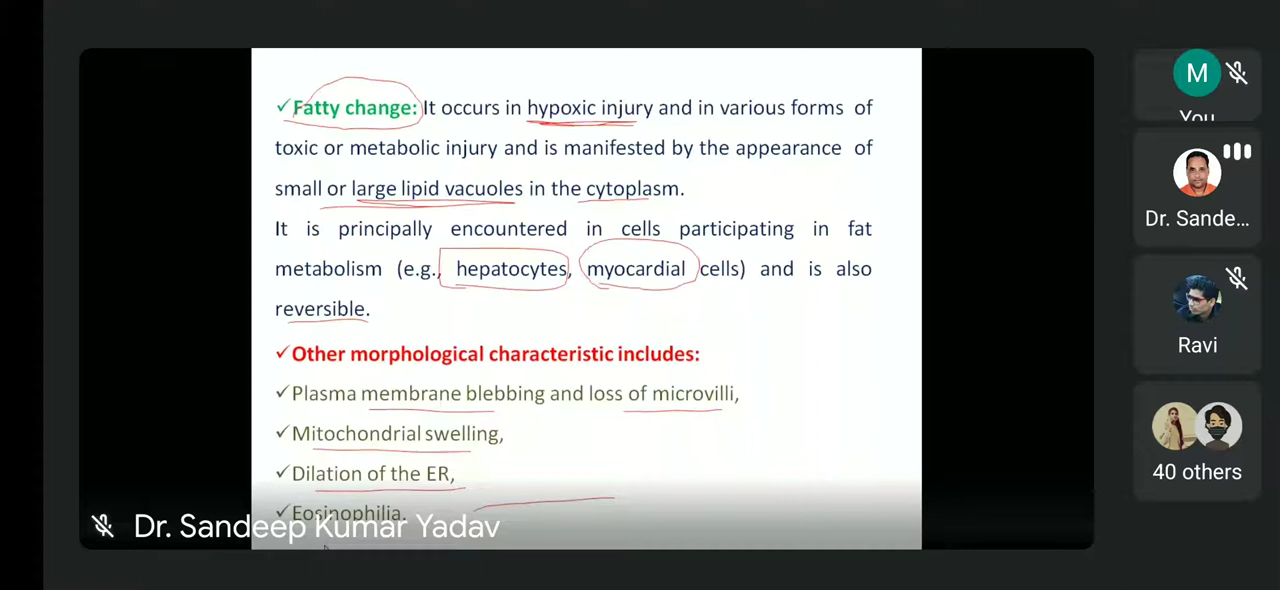 ✓Fatty change: It occurs in hypoxic injury and in various forms of
toxic or metabolic injury and is manifested by the appearance of
small or large lipid vacuoles in the cytoplasm.
It is principally encountered in cells participating in fat
metabolism (e.g., hepatocytes, myocardial cells) and is also
reversible.
✓Other morphological characteristic includes:
✓Plasma membrane blebbing and loss of microvilli,
✓Mitochondrial swelling,
✓Dilation of the ER,
✓Eosinophilia.
Dr. Sandeep Kumar Yadav
M
You
Dr. Sande...
Ravi
40 others